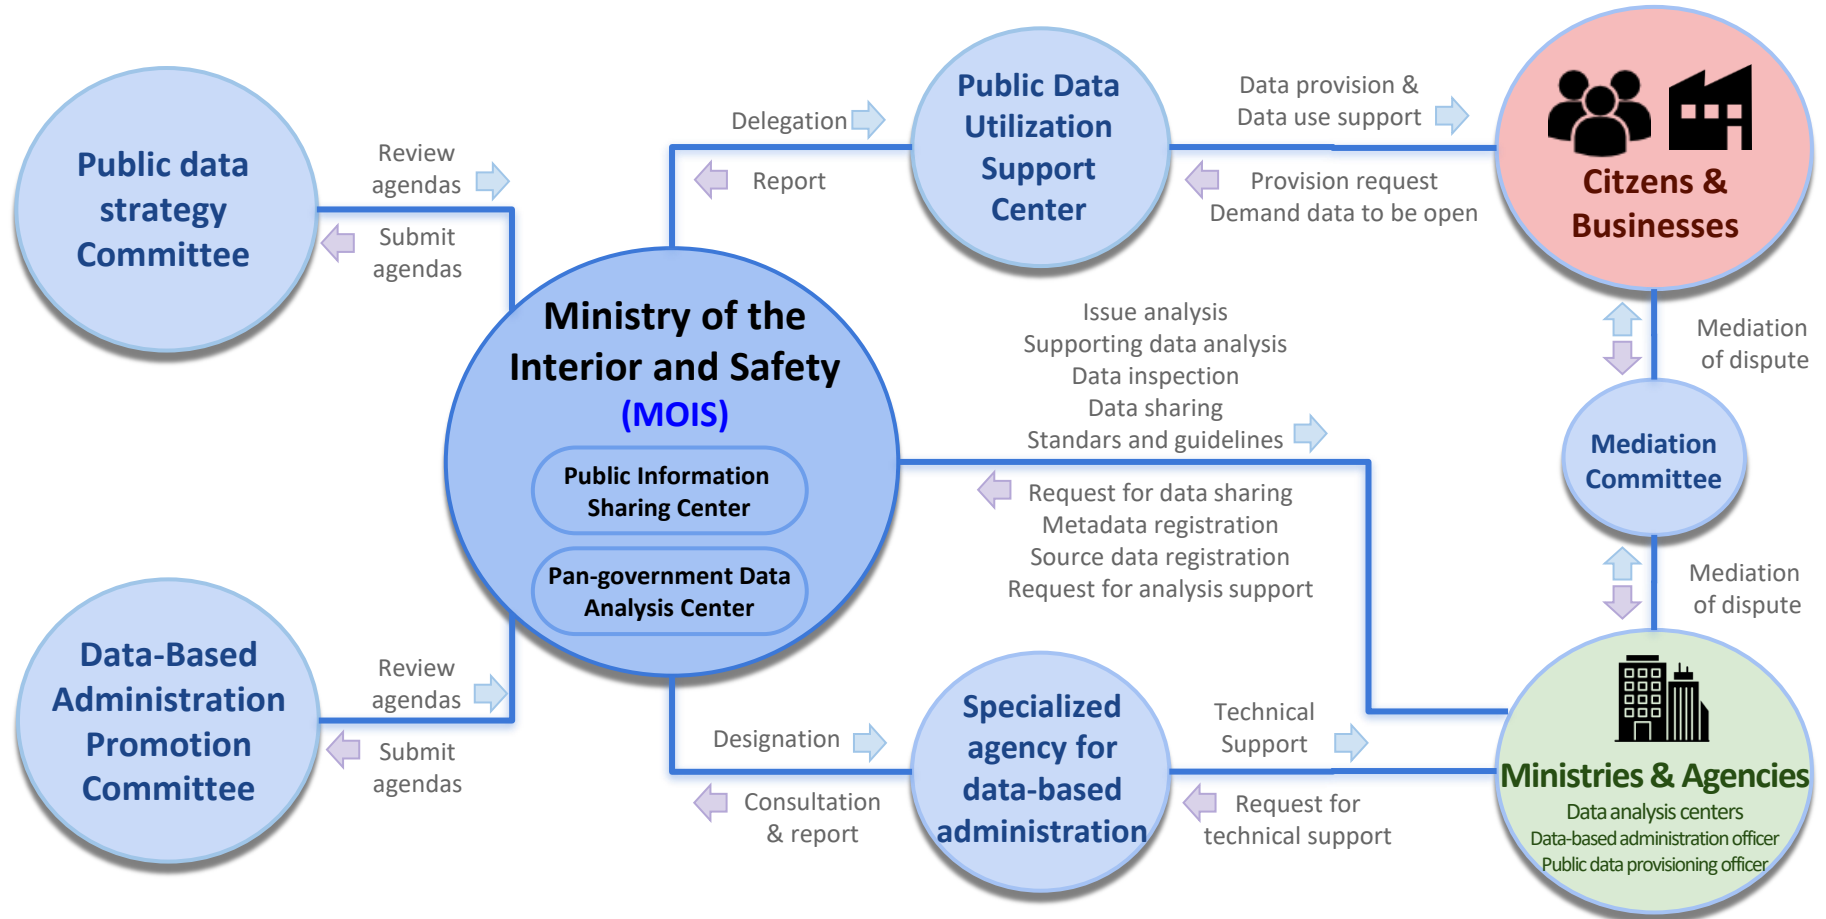 Public data
strategy
Committee
Review
agendas
Submit
agendas
Delegation
Report
Public Data
Utilization
Support
Center
Data provision &
Data use support
Provision request
Demand data to be open
Citzens &
Businesses
Ministry of the
Interior and Safety
(MOIS)
Public Information
Sharing Center
Pan-government Data
Analysis Center
Issue analysis
Supporting data analysis
Data inspection
Data sharing
Standars and guidelines
Request for data sharing
Metadata registration
Source data registration
Request for analysis support
Mediation
of dispute
Mediation
Committee
Mediation
of dispute
Data-Based
Administration
Promotion
Committee
Review
agendas
Submit
agendas
Designation
Consultation
& report
Specialized
agency for
data-based
administration
Technical
Support
Request for
technical support
Ministries & Agencies
Data analysis centers
Data-based administration officer
Public data provisioning officer